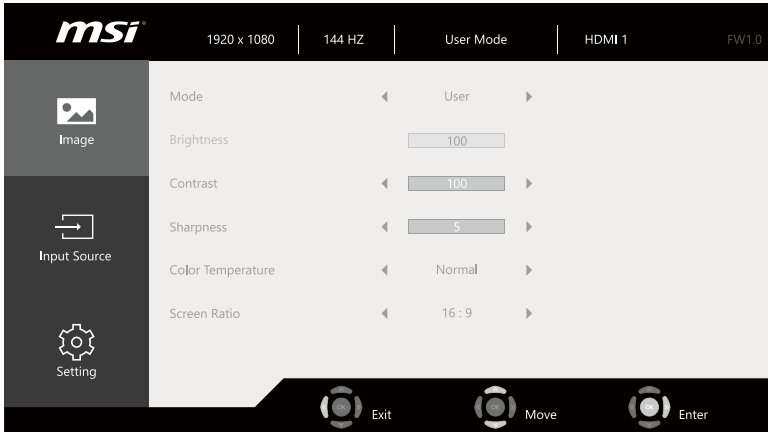 msi
1920 x 1080 144 HZ User Mode HDMI 1 FW1.0
Image
Input Source
Setting
Mode User
Brightness 100
Contrast 100
Sharpness 5
Color Temperature Normal
Screen Ratio 16 : 9
OK Exit OK Move OK Enter